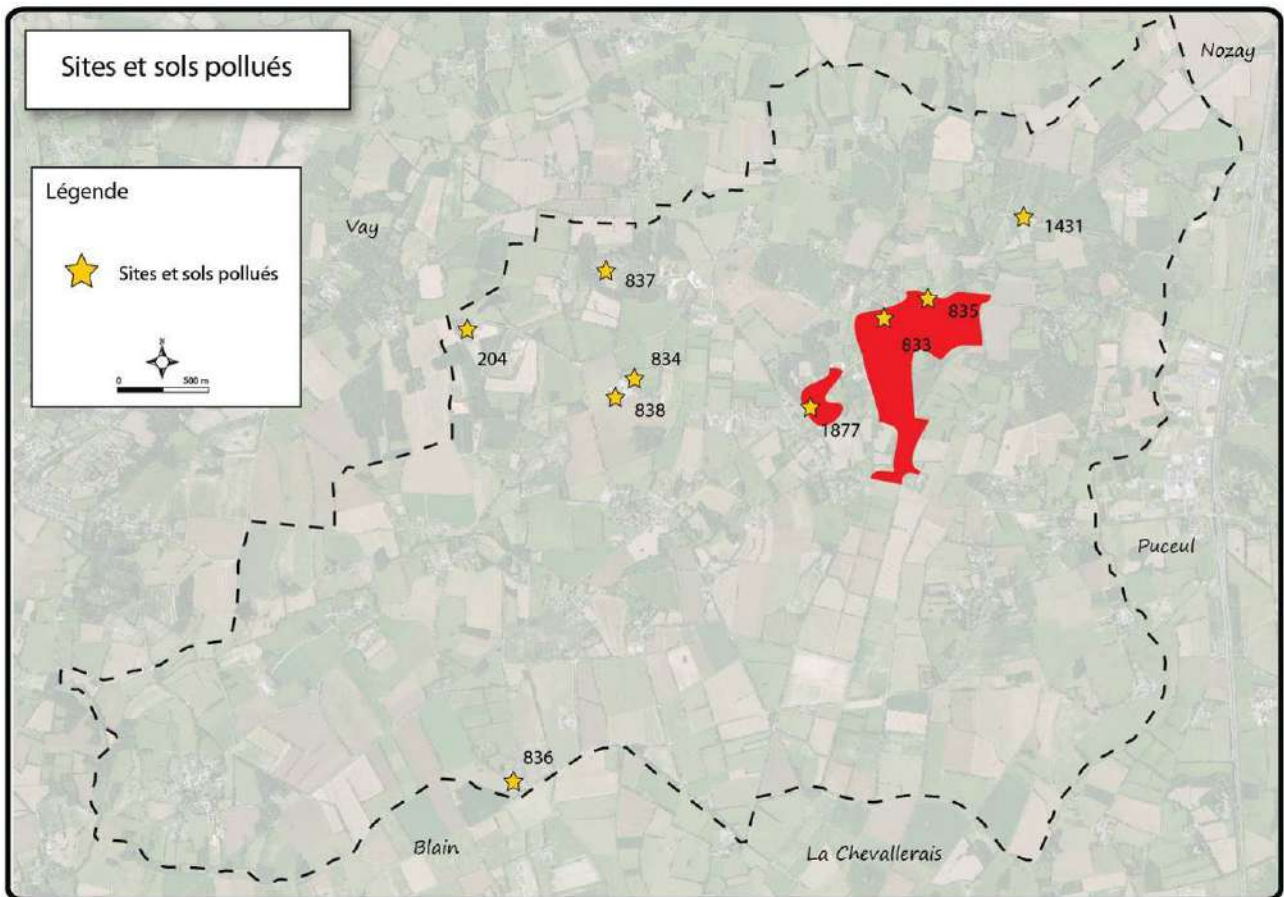 Sites et sols pollués
Nozay
Légende
Vay
1431
Sites et sols pollués
837
835
204
833
N
834
0 500 m
838
1877
Puceul
836
Blain
La Chevallerais